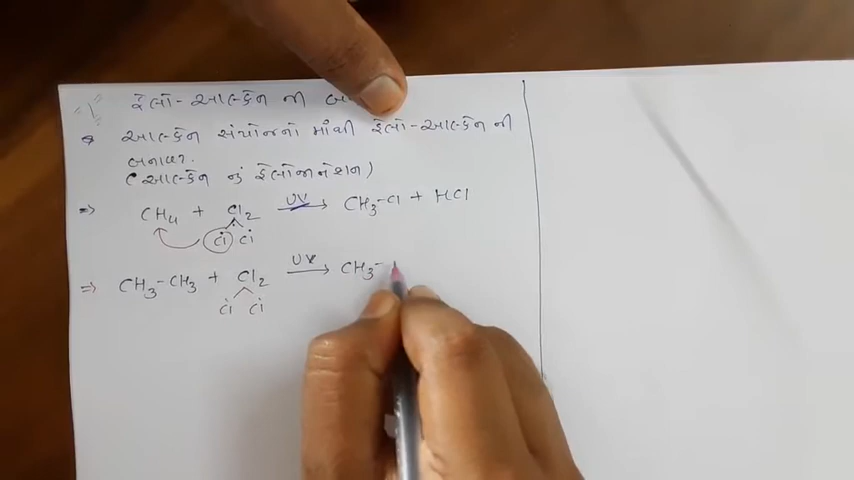 હેલો-આલ્કેન ની
* આલ્કેન સંયોજનો માંથી હેલો-આલ્કેન ની
બનાવટ.
( આલ્કેન નું હેલોજીનેશન )
⇒ CH4 + Cl2 —UV→ CH3-Cl + HCl
Cl Cl
⇒ CH3-CH3 + Cl2 —UV→ CH3-
Cl Cl